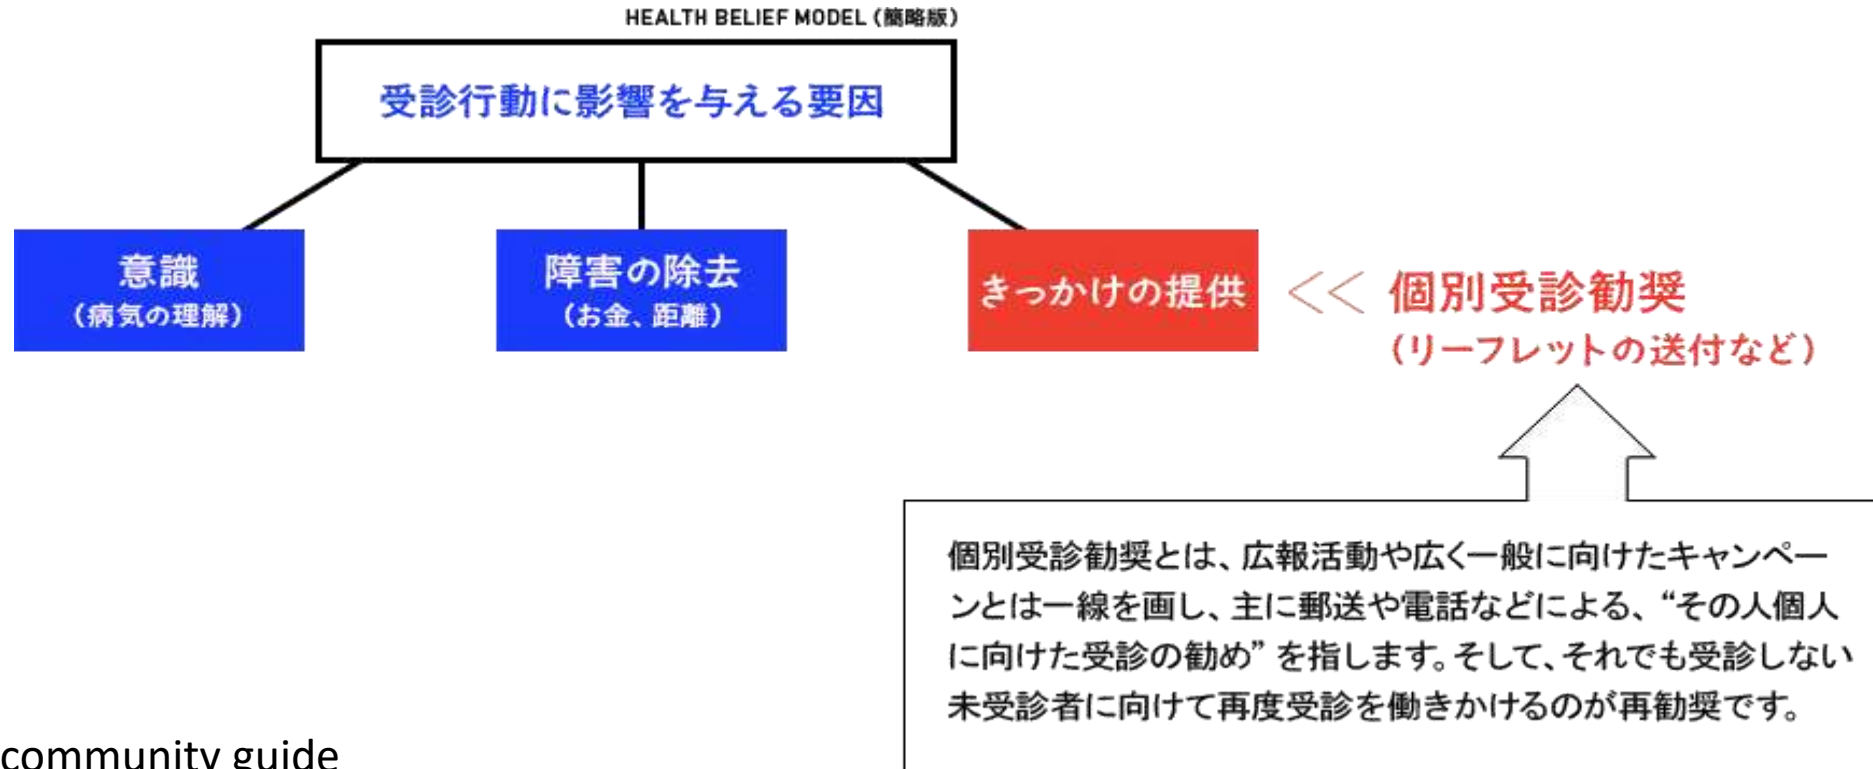 HEALTH BELIEF MODEL（簡略版）
受診行動に影響を与える要因
意識
（病気の理解）
障害の除去
（お金、距離）
きっかけの提供
<< 個別受診勧奨
（リーフレットの送付など）
個別受診勧奨とは、広報活動や広く一般に向けたキャンペー
ンとは一線を画し、主に郵送や電話などによる、“その人個人
に向けた受診の勧め”を指します。そして、それでも受診しない
未受診者に向けて再度受診を働きかけるのが再勧奨です。
community guide